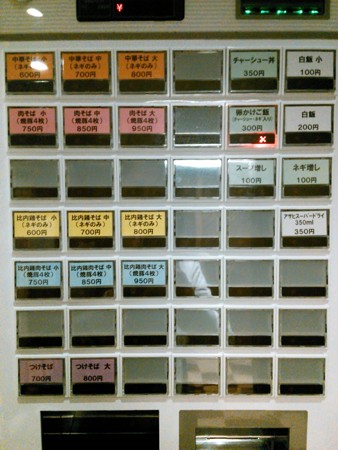 ¥
中華そば 小
(ネギのみ)
600円
中華そば 中
(ネギのみ)
700円
中華そば 大
(ネギのみ)
800円
チャーシュー丼
350円
白飯 小
100円
肉そば 小
(焼豚4枚)
750円
肉そば 中
(焼豚4枚)
850円
肉そば 大
(焼豚4枚)
950円
卵かけご飯
(チャーシュー・ネギ入り)
300円
白飯
200円
スープ増し
100円
ネギ増し
100円
比内鶏そば 小
(ネギのみ)
600円
比内鶏そば 中
(ネギのみ)
700円
比内鶏そば 大
(ネギのみ)
800円
アサヒスーパードライ
350ml
350円
比内鶏肉そば 小
(焼豚4枚)
750円
比内鶏肉そば 中
(焼豚4枚)
850円
比内鶏肉そば 大
(焼豚4枚)
950円
つけそば
700円
つけそば 大
800円